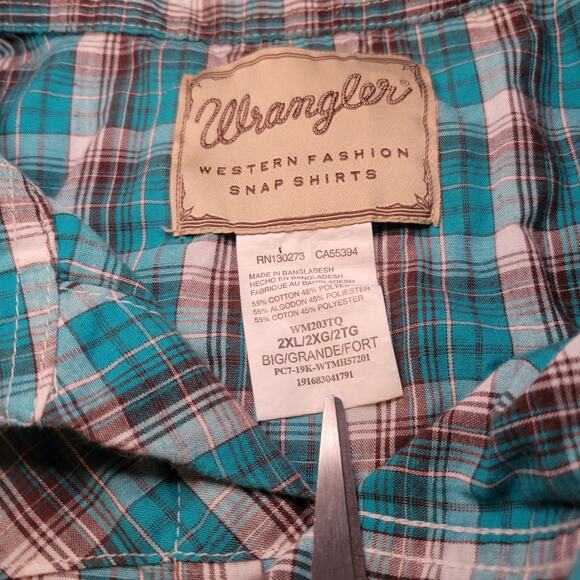 Wrangler®
WESTERN FASHION
SNAP SHIRTS
RN130273 CA55394
MADE IN BANGLADESH
HECHO EN BANGLADESH
FABRIQUE AU BANGLADESH
55% COTTON 45% POLYESTER
55% ALGODON 45% POLIESTER
55% COTON 45% POLYESTER
WM203TQ
2XL/2XG/2TG
BIG/GRANDE/FORT
PC7-19K-WTMH57201
191683041791